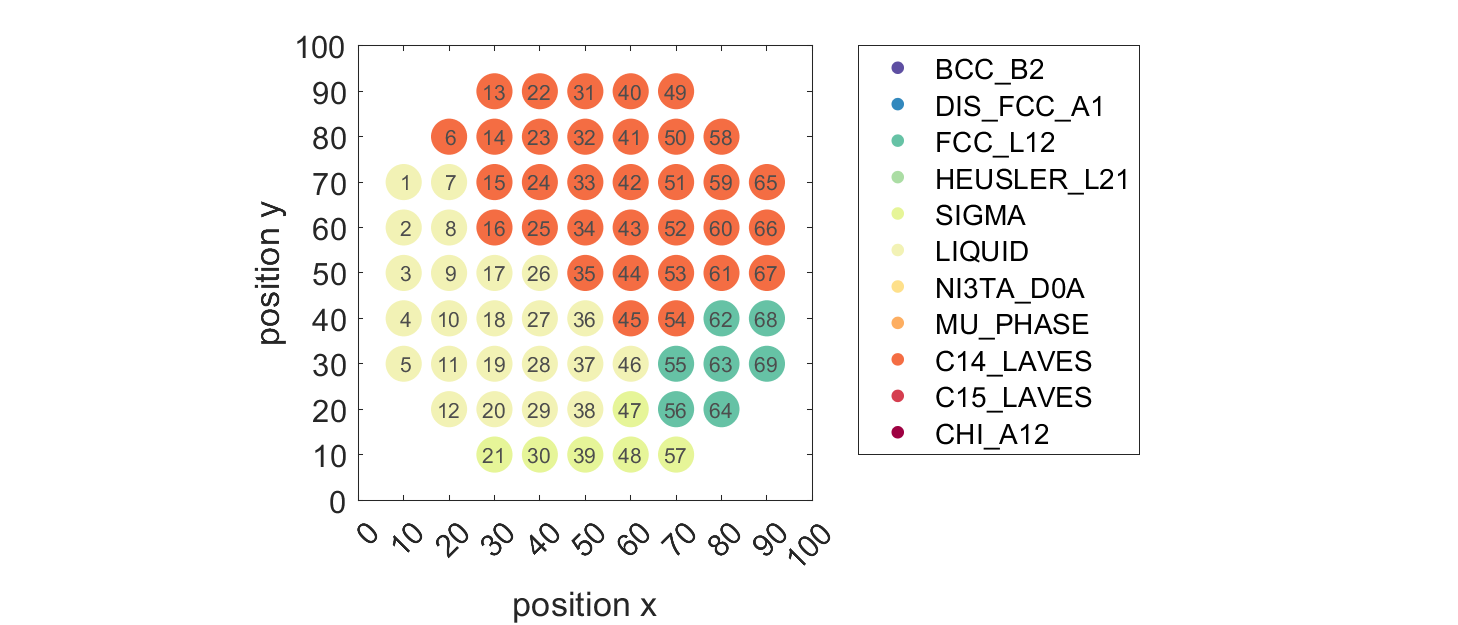 100
90 13 22 31 40 49
80 6 14 23 32 41 50 58
70 1 7 15 24 33 42 51 59 65
60 2 8 16 25 34 43 52 60 66
50 3 9 17 26 35 44 53 61 67
40 4 10 18 27 36 45 54 62 68
30 5 11 19 28 37 46 55 63 69
20 12 20 29 38 47 56 64
10 21 30 39 48 57
0
position y
0 10 20 30 40 50 60 70 80 90 100
position x
BCC_B2
DIS_FCC_A1
FCC_L12
HEUSLER_L21
SIGMA
LIQUID
NI3TA_D0A
MU_PHASE
C14_LAVES
C15_LAVES
CHI_A12